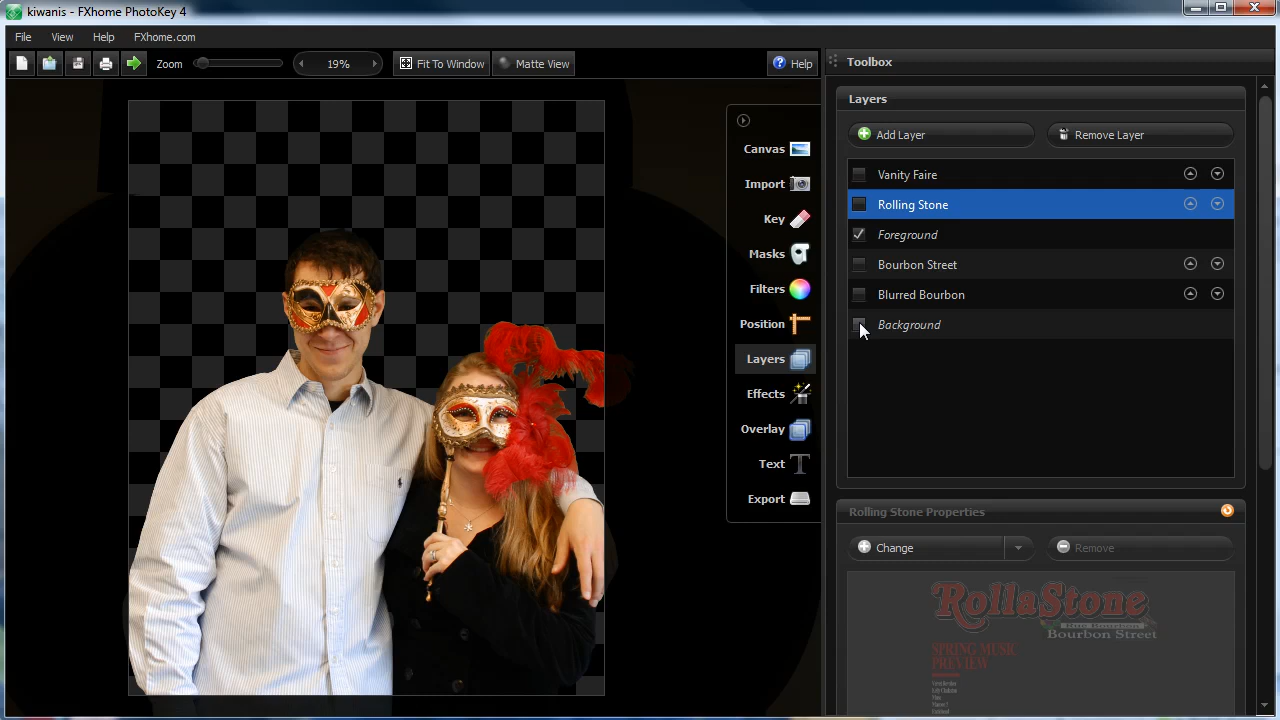 kiwanis - FXhome PhotoKey 4
File View Help FXhome.com
Zoom 19% Fit To Window Matte View Help
Toolbox
Layers
Add Layer Remove Layer
Vanity Faire
Rolling Stone
Foreground
Bourbon Street
Blurred Bourbon
Background
Canvas
Import
Key
Masks
Filters
Position
Layers
Effects
Overlay
Text
Export
Rolling Stone Properties
Change Remove
RollaStone
Bourbon Street
SPRING MUSIC
PREVIEW